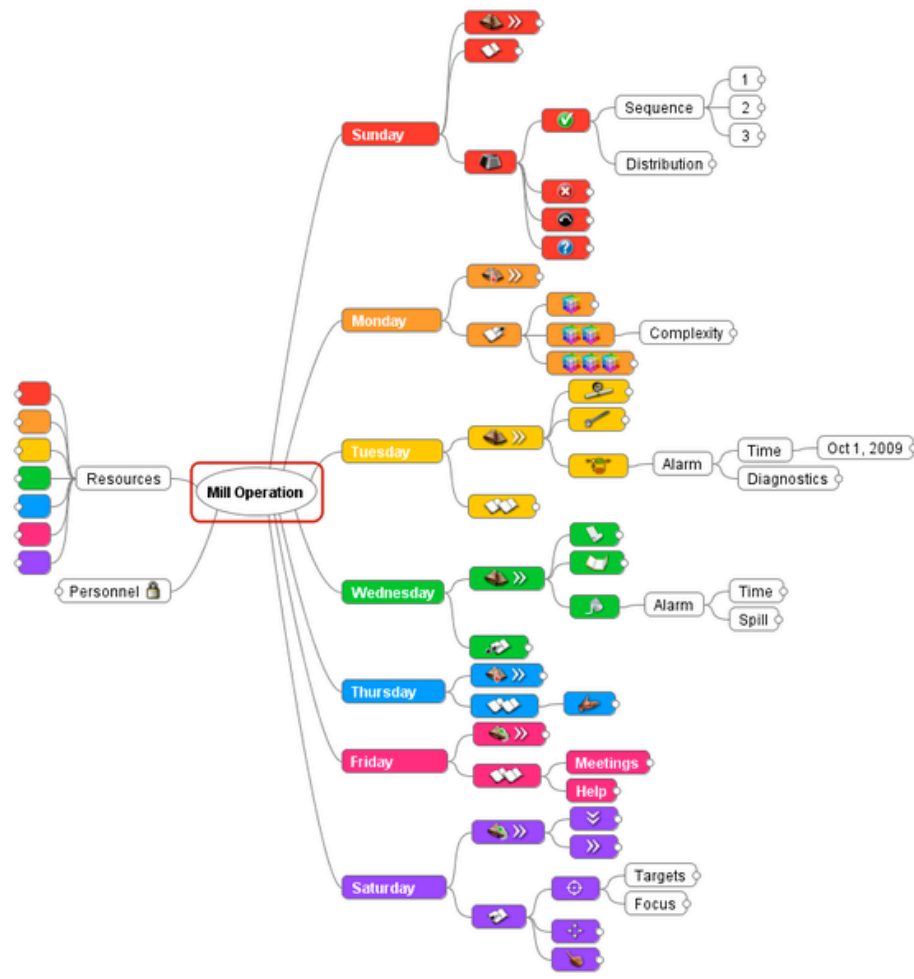 Sunday
Sequence
1
2
3
Distribution
Monday
Complexity
Tuesday
Alarm
Time
Oct 1, 2009
Diagnostics
Resources
Mill Operation
Personnel
Wednesday
Alarm
Time
Spill
Thursday
Friday
Meetings
Help
Saturday
Targets
Focus